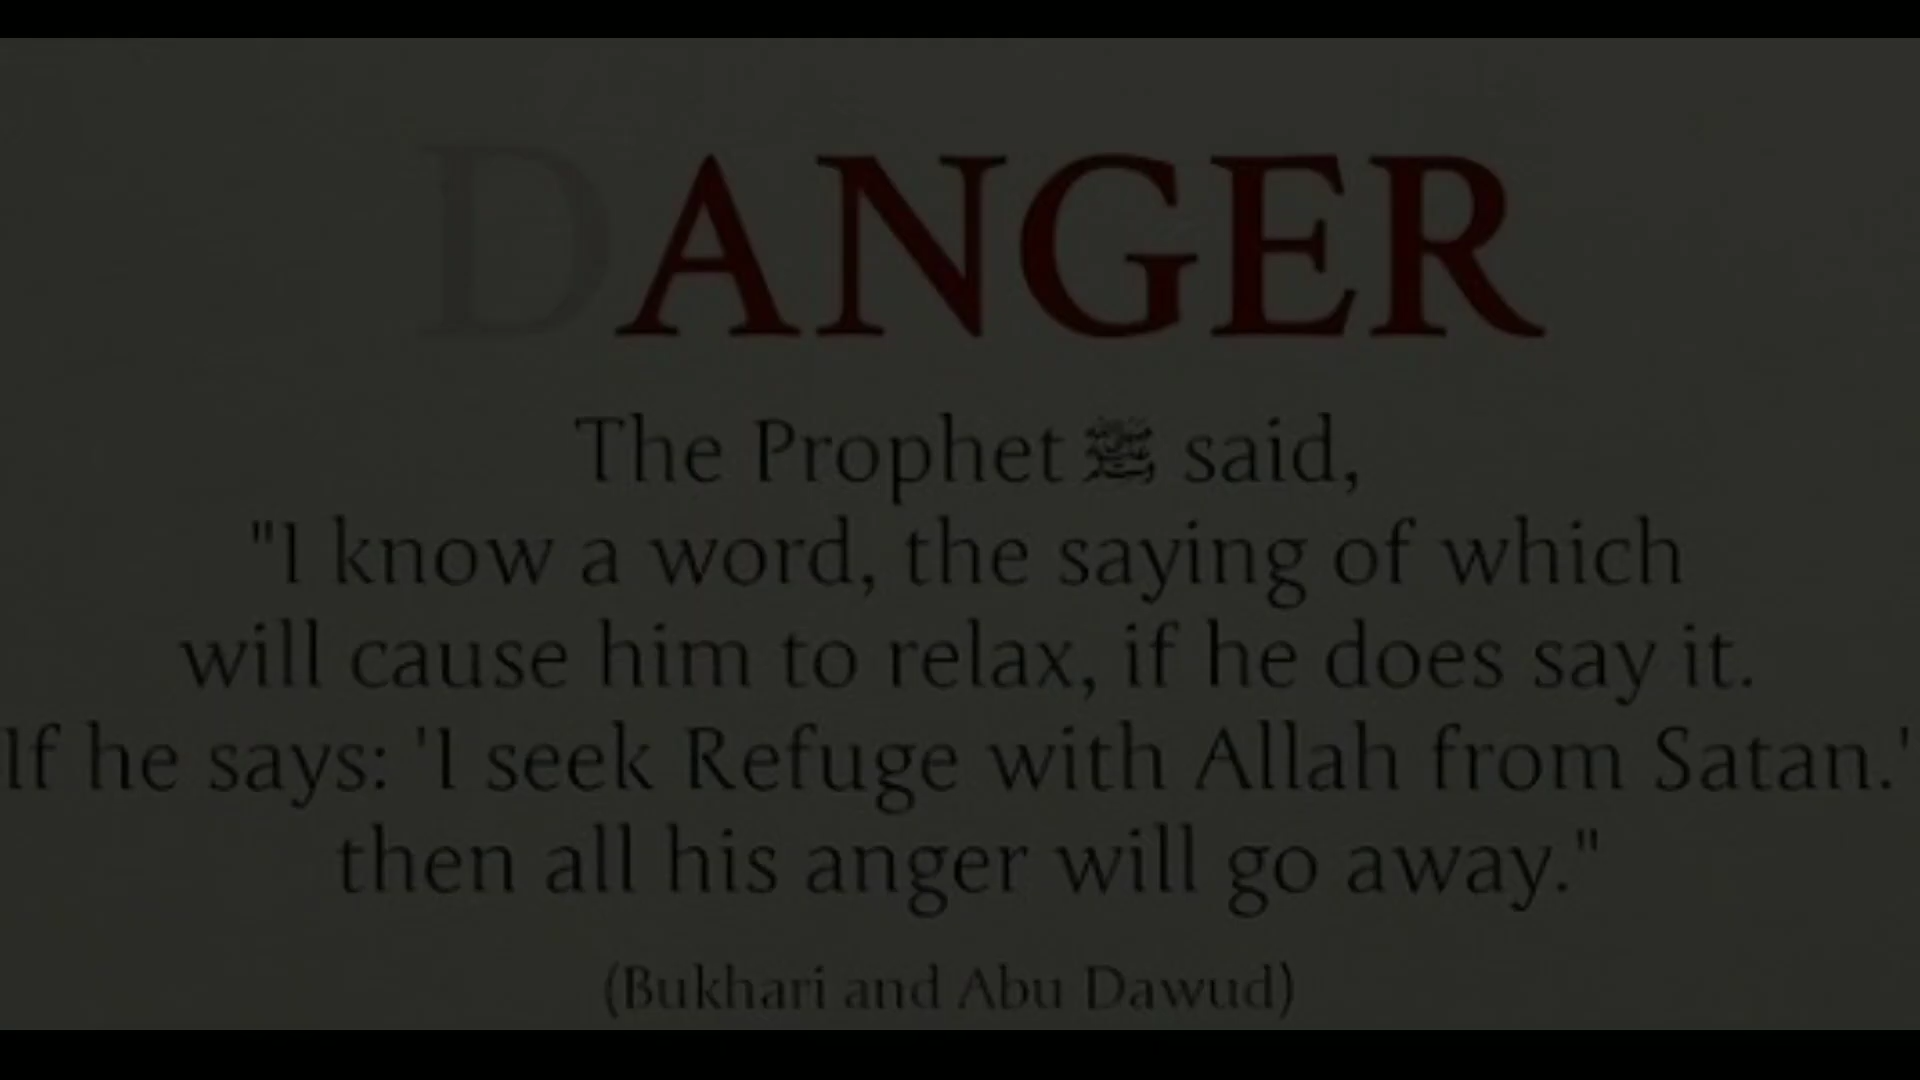 DANGER
The Prophet ﷺ said,
"I know a word, the saying of which
will cause him to relax, if he does say it.
If he says: 'I seek Refuge with Allah from Satan.'
then all his anger will go away."
(Bukhari and Abu Dawud)